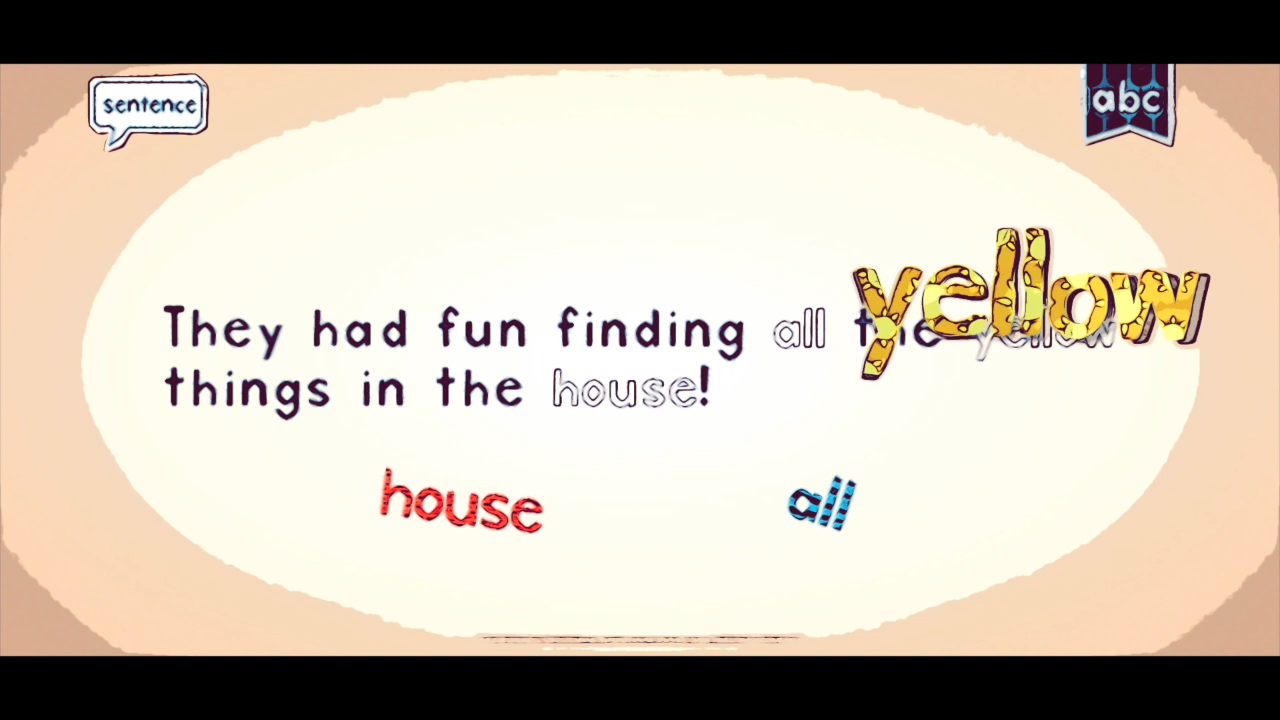 sentence
abc
They had fun finding all the yellow
yellow
things in the house!
house
all